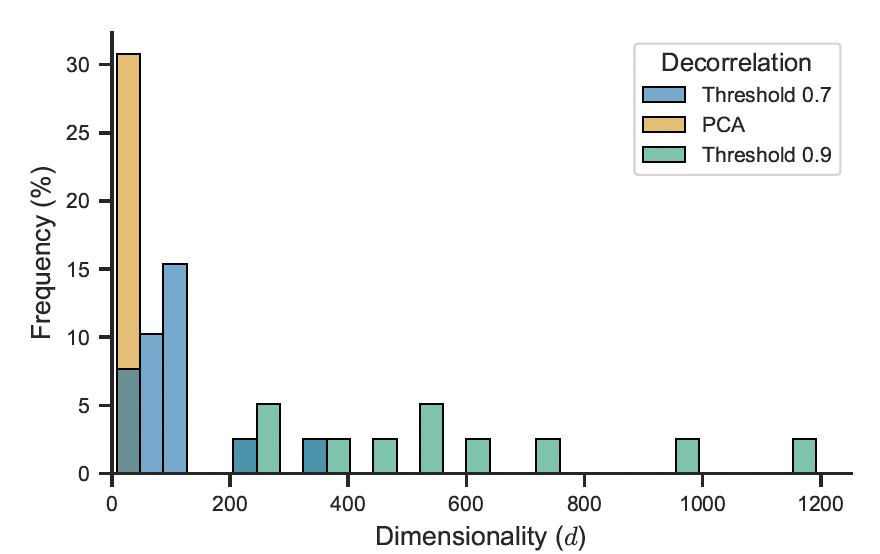 Decorrelation
Threshold 0.7
PCA
Threshold 0.9
Frequency (%)
30
25
20
15
10
5
0
0 200 400 600 800 1000 1200
Dimensionality (d)